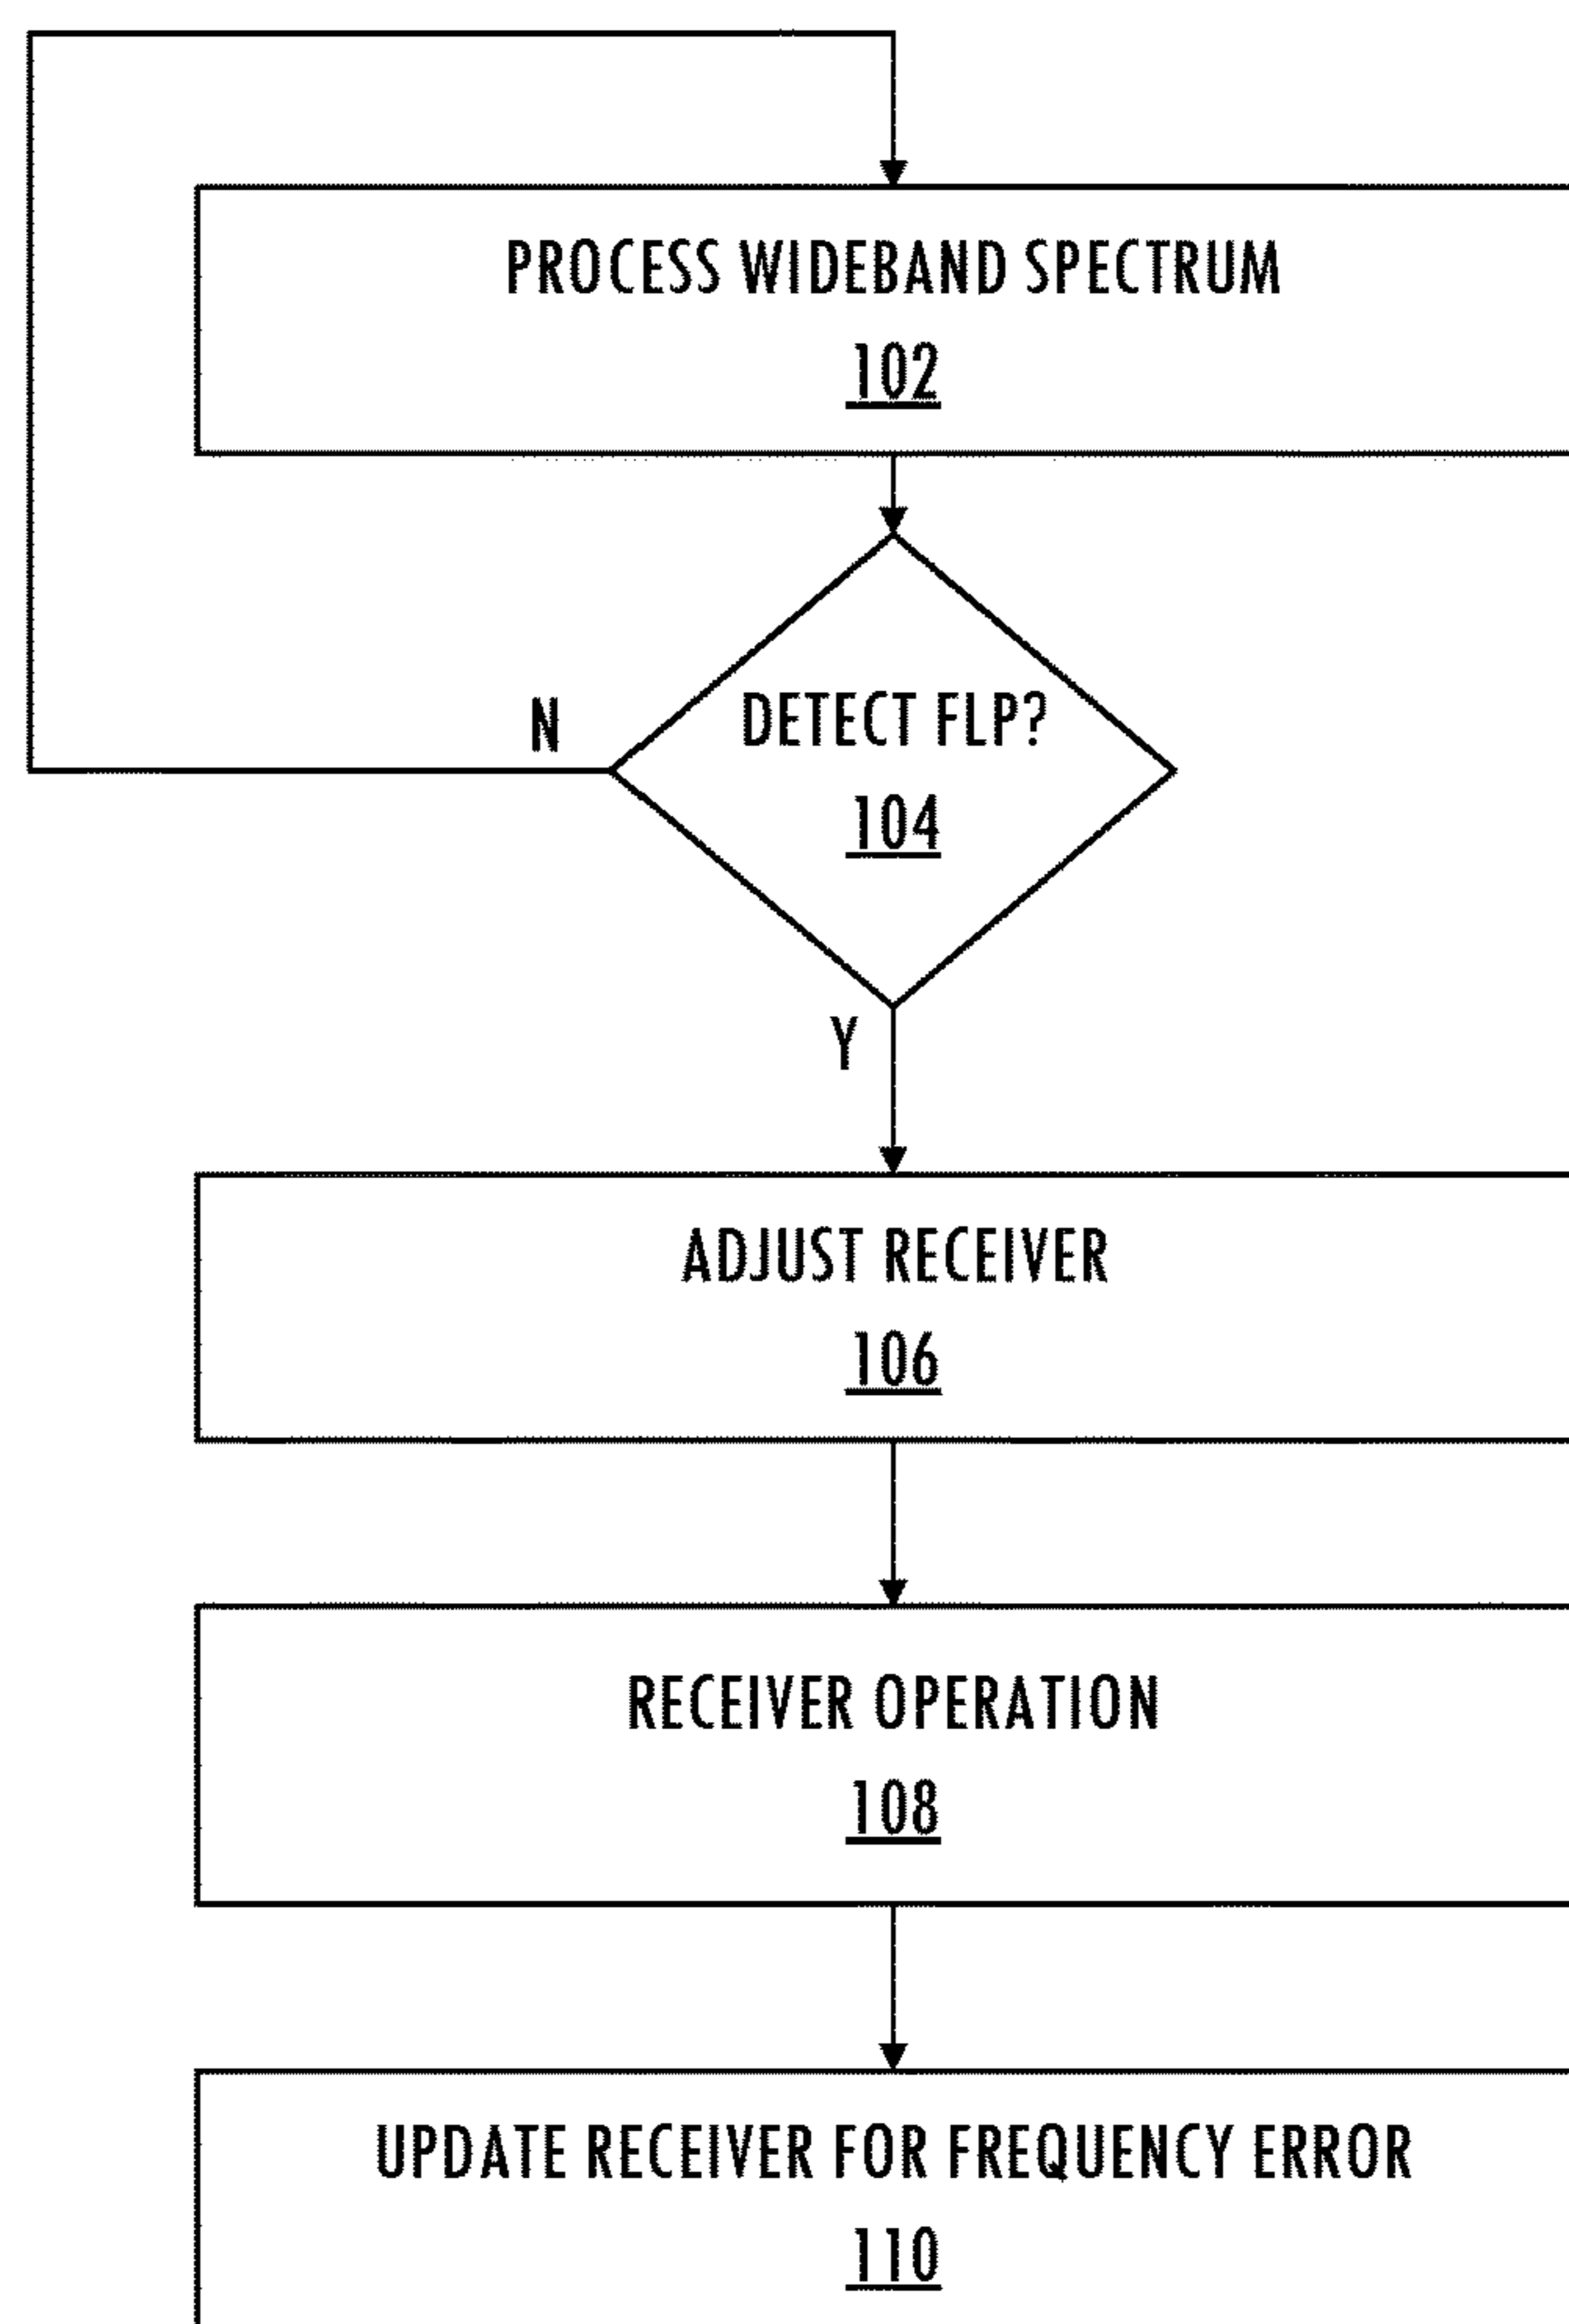 PROCESS WIDEBAND SPECTRUM
102
DETECT FLP?
104
N
Y
ADJUST RECEIVER
106
RECEIVER OPERATION
108
UPDATE RECEIVER FOR FREQUENCY ERROR
110